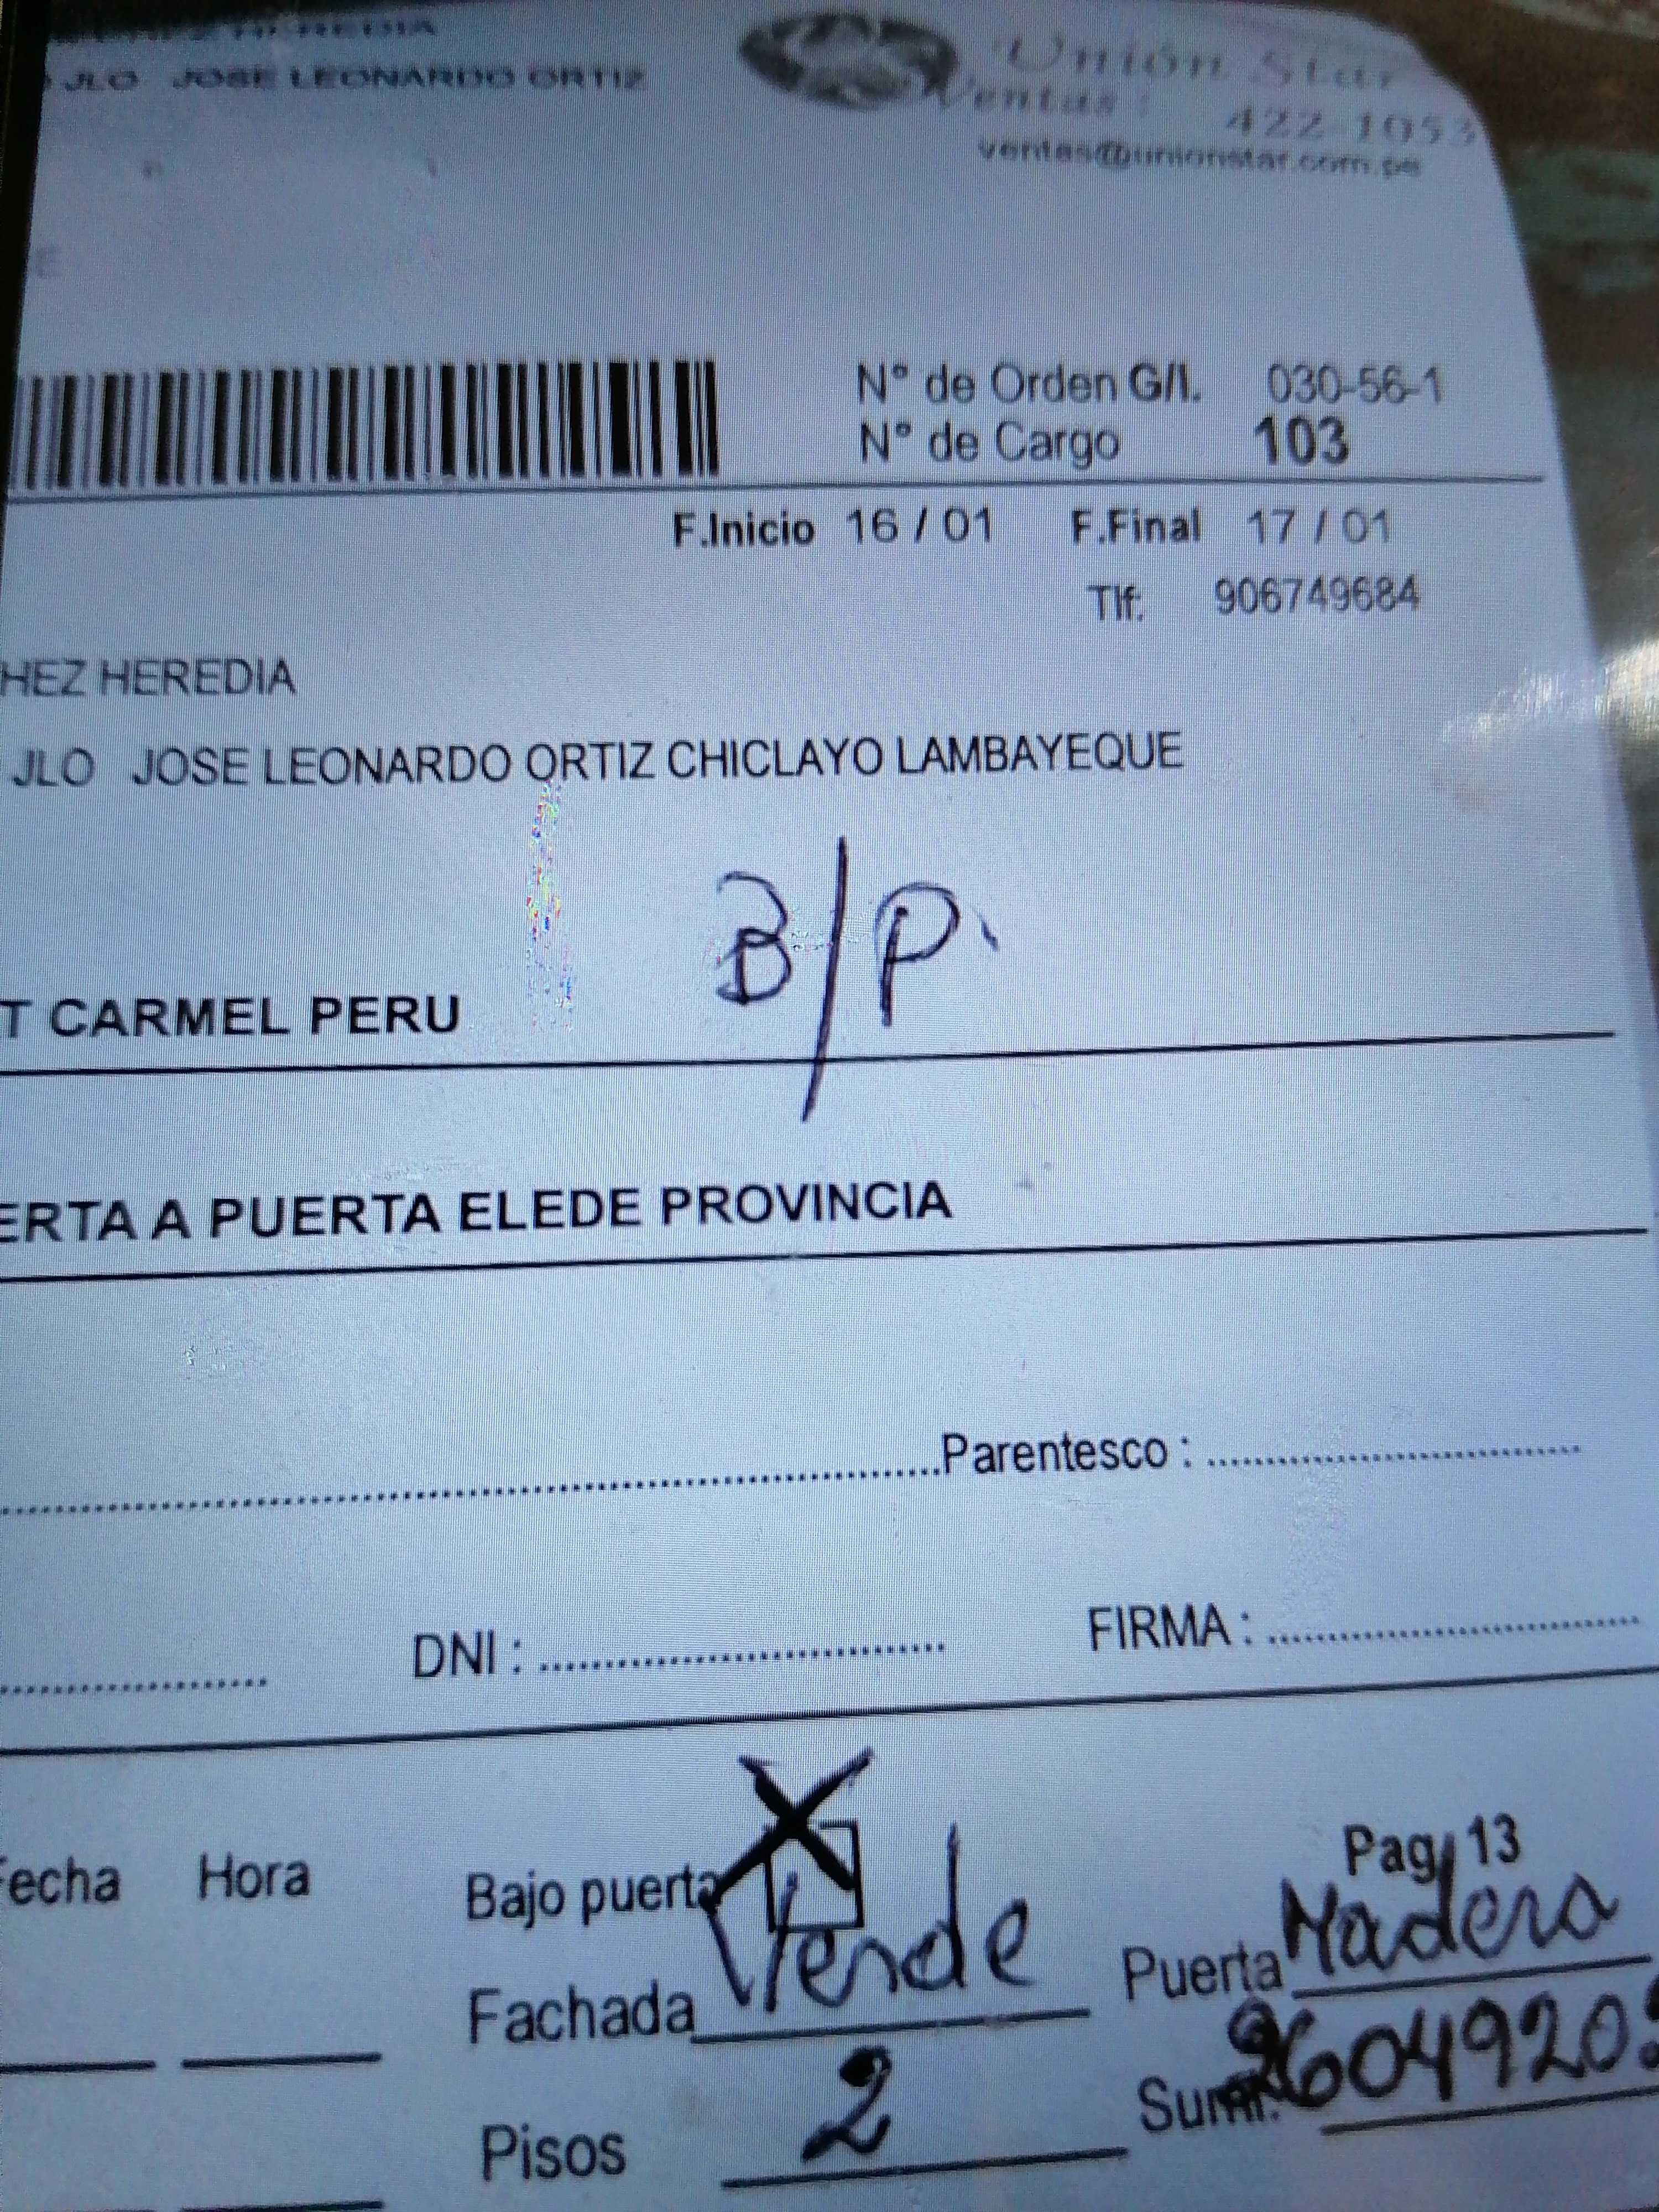 HEREDIA
JLO JOSE LEONARDO ORTIZ
Unión Star
Ventas :
422-1053
ventas@unionstar.com.pe
N° de Orden G/I. 030-56-1
N° de Cargo 103
F.Inicio 16 / 01 F.Final 17 / 01
Tlf: 906749684
HEZ HEREDIA
JLO JOSE LEONARDO ORTIZ CHICLAYO LAMBAYEQUE
B/P.
T CARMEL PERU
ERTA A PUERTA ELEDE PROVINCIA
Parentesco :
DNI : FIRMA :
Pag 13
Fecha Hora Bajo puerta X
Fachada Verde Puerta Madera
Pisos 2 Sumi. 9604920